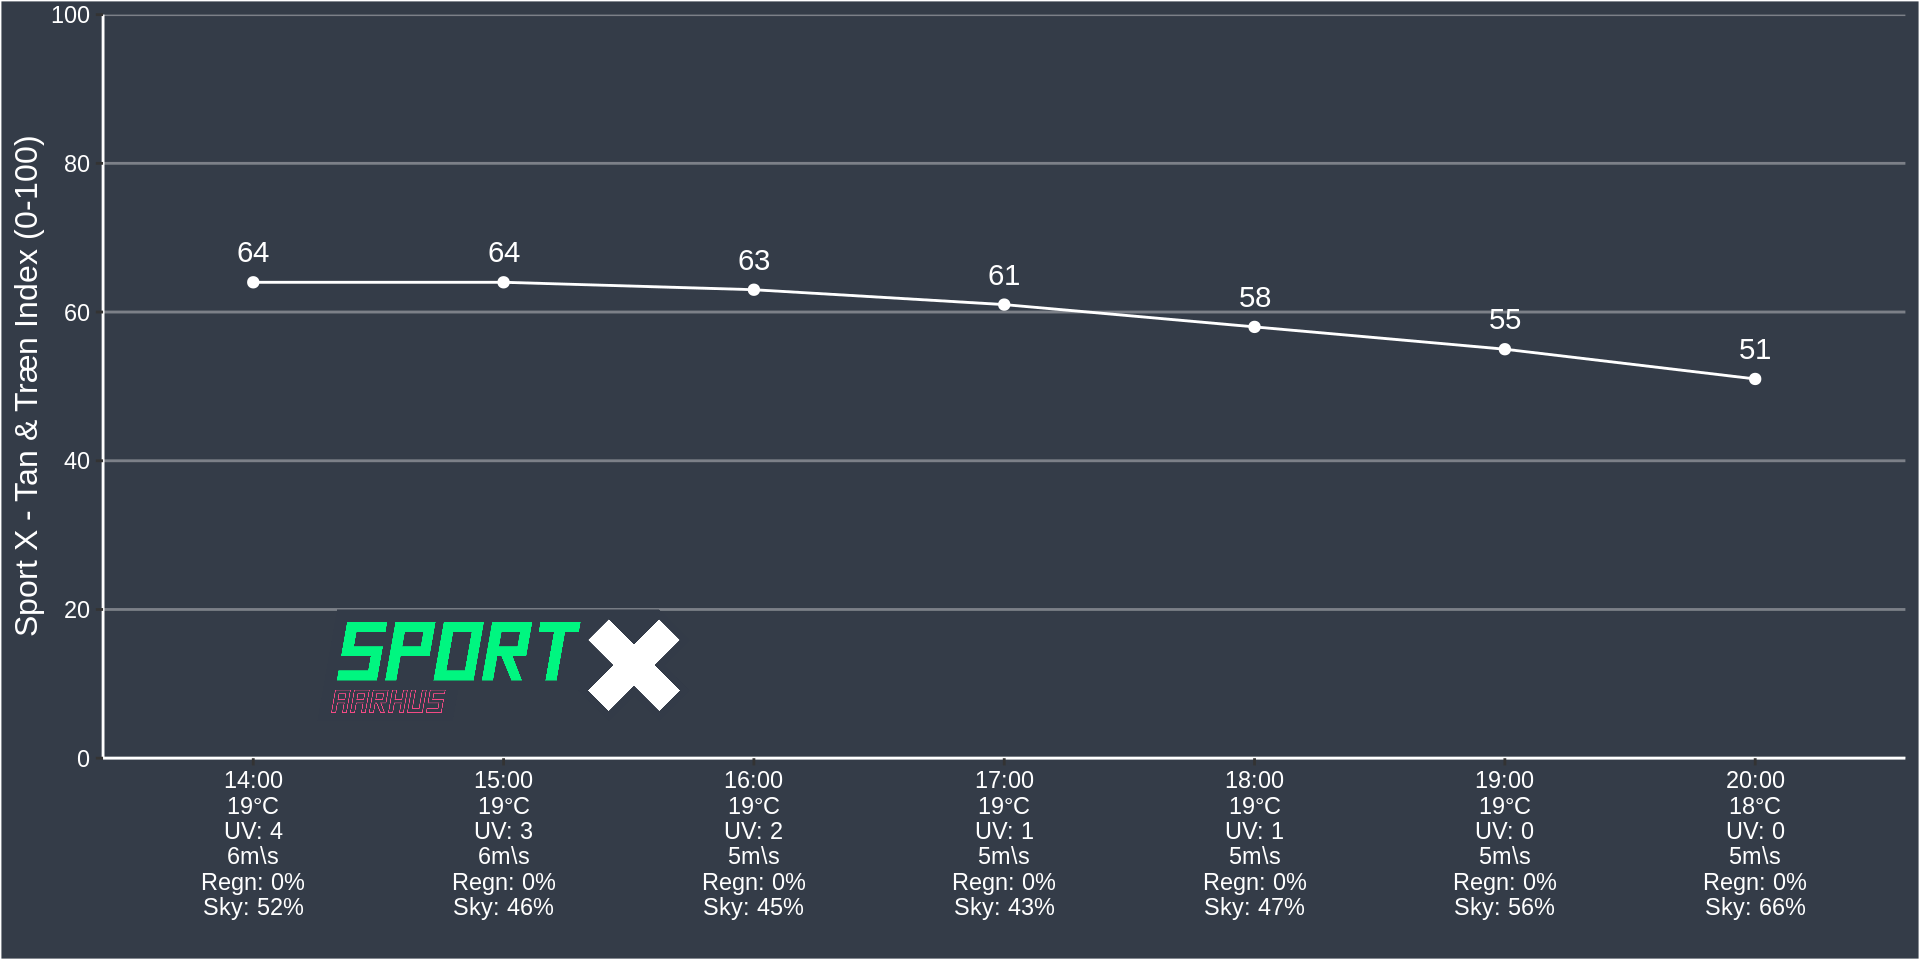 Sport X - Tan & Træn Index (0-100)
100
80
60
40
20
0
64
64
63
61
58
55
51
SPORT X
AARHUS
14:00
19°C
UV: 4
6m\s
Regn: 0%
Sky: 52%
15:00
19°C
UV: 3
6m\s
Regn: 0%
Sky: 46%
16:00
19°C
UV: 2
5m\s
Regn: 0%
Sky: 45%
17:00
19°C
UV: 1
5m\s
Regn: 0%
Sky: 43%
18:00
19°C
UV: 1
5m\s
Regn: 0%
Sky: 47%
19:00
19°C
UV: 0
5m\s
Regn: 0%
Sky: 56%
20:00
18°C
UV: 0
5m\s
Regn: 0%
Sky: 66%